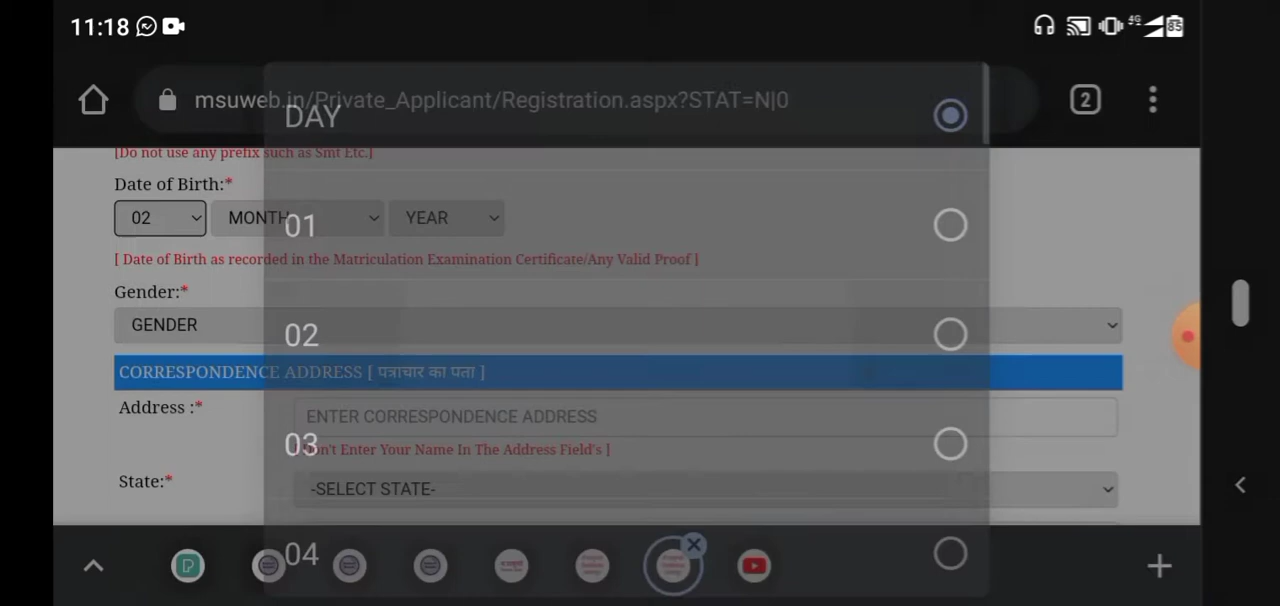 11:18
4G
85
msuweb.in/Private_Applicant/Registration.aspx?STAT=N|0
2
DAY
[Do not use any prefix such as Smt Etc.]
Date of Birth:*
02 MONTH YEAR
01
[ Date of Birth as recorded in the Matriculation Examination Certificate/Any Valid Proof ]
Gender:*
GENDER
02
CORRESPONDENCE ADDRESS [ पत्राचार का पता ]
Address :*
ENTER CORRESPONDENCE ADDRESS
03
Don't Enter Your Name In The Address Field's ]
State:*
-SELECT STATE-
04